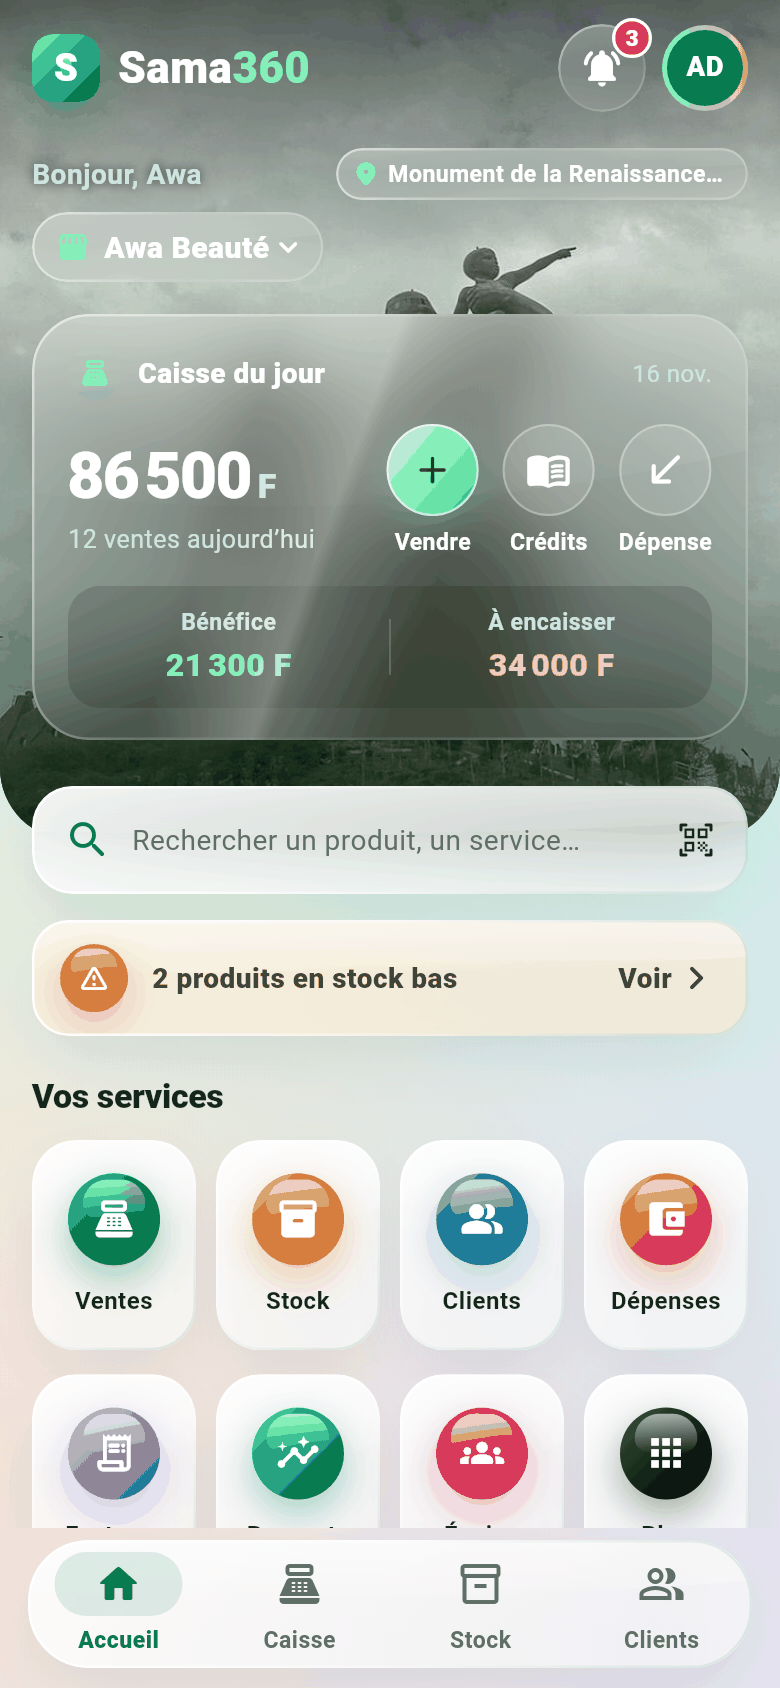 S Sama360
3
AD
Bonjour, Awa
Monument de la Renaissance...
Awa Beauté
Caisse du jour
16 nov.
86 500 F
12 ventes aujourd’hui
Vendre
Crédits
Dépense
Bénéfice
21 300 F
À encaisser
34 000 F
Rechercher un produit, un service...
2 produits en stock bas
Voir
Vos services
Ventes
Stock
Clients
Dépenses
Accueil
Caisse
Stock
Clients